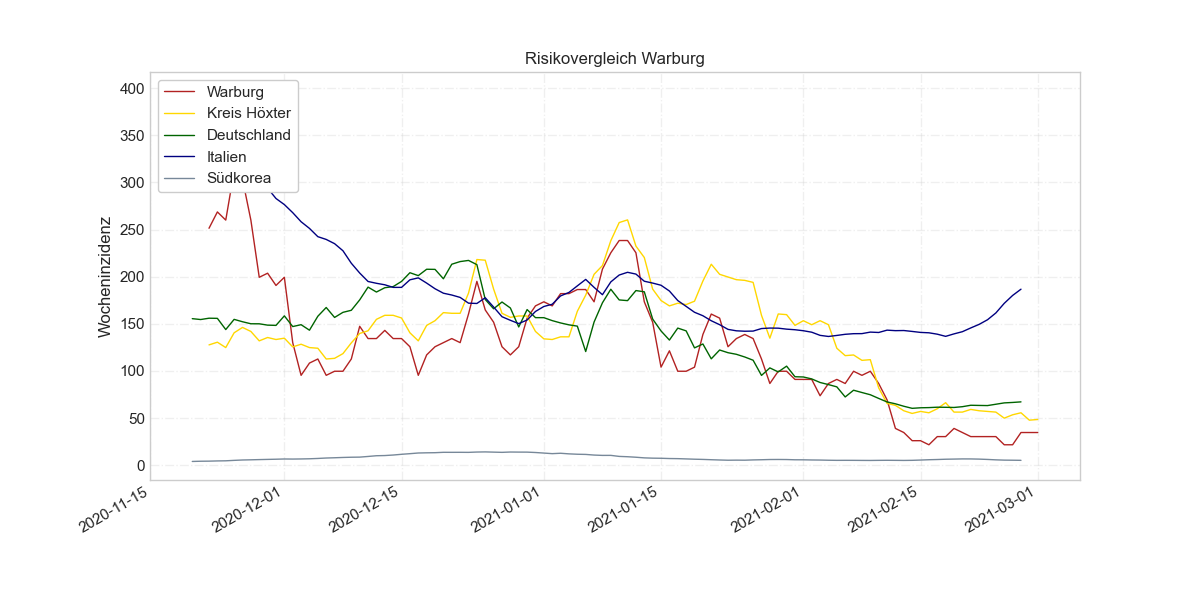 Risikovergleich Warburg
Wocheninzidenz
400
350
300
250
200
150
100
50
0
Warburg
Kreis Höxter
Deutschland
Italien
Südkorea
2020-11-15
2020-12-01
2020-12-15
2021-01-01
2021-01-15
2021-02-01
2021-02-15
2021-03-01